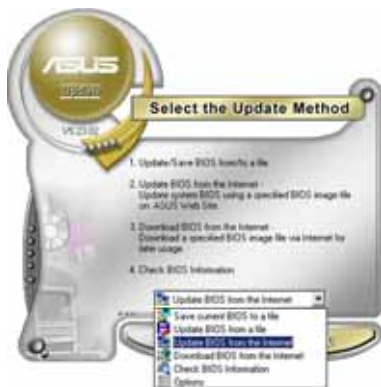 ASUS
Update
Select the Update Method
1. Update/Save BIOS from/to a file
2. Update BIOS from the Internet -
Update system BIOS using a specified BIOS image file
on ASUS Web Site.
3. Download BIOS from the Internet -
Download a specified BIOS image file via Internet for
later usage.
4. Check BIOS Information
Update BIOS from the Internet
Save current BIOS to a file
Update BIOS from a file
Update BIOS from the Internet
Download BIOS from the Internet
Check BIOS Information
Options